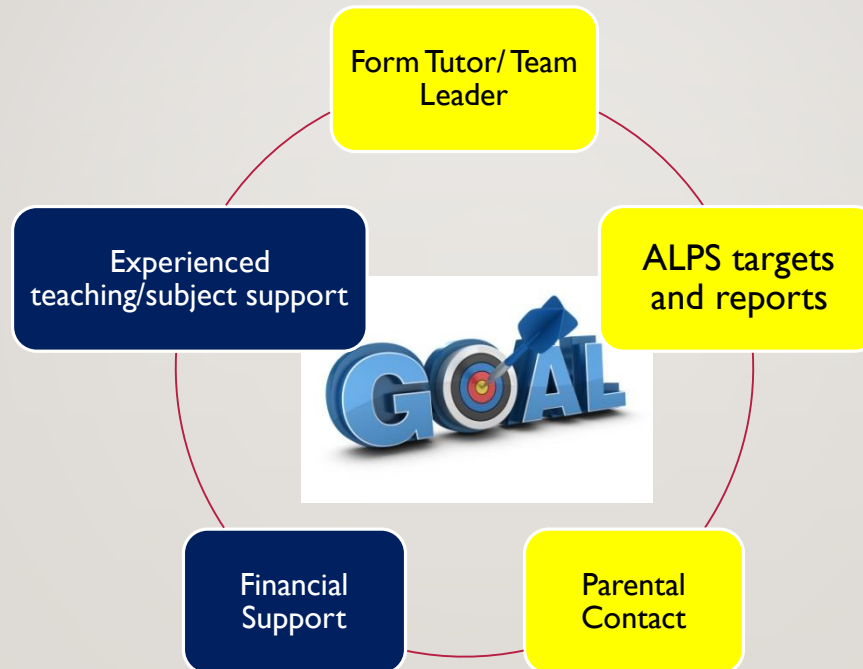 Form Tutor/ Team
Leader
Experienced
teaching/subject support
ALPS targets
and reports
GOAL
Financial
Support
Parental
Contact